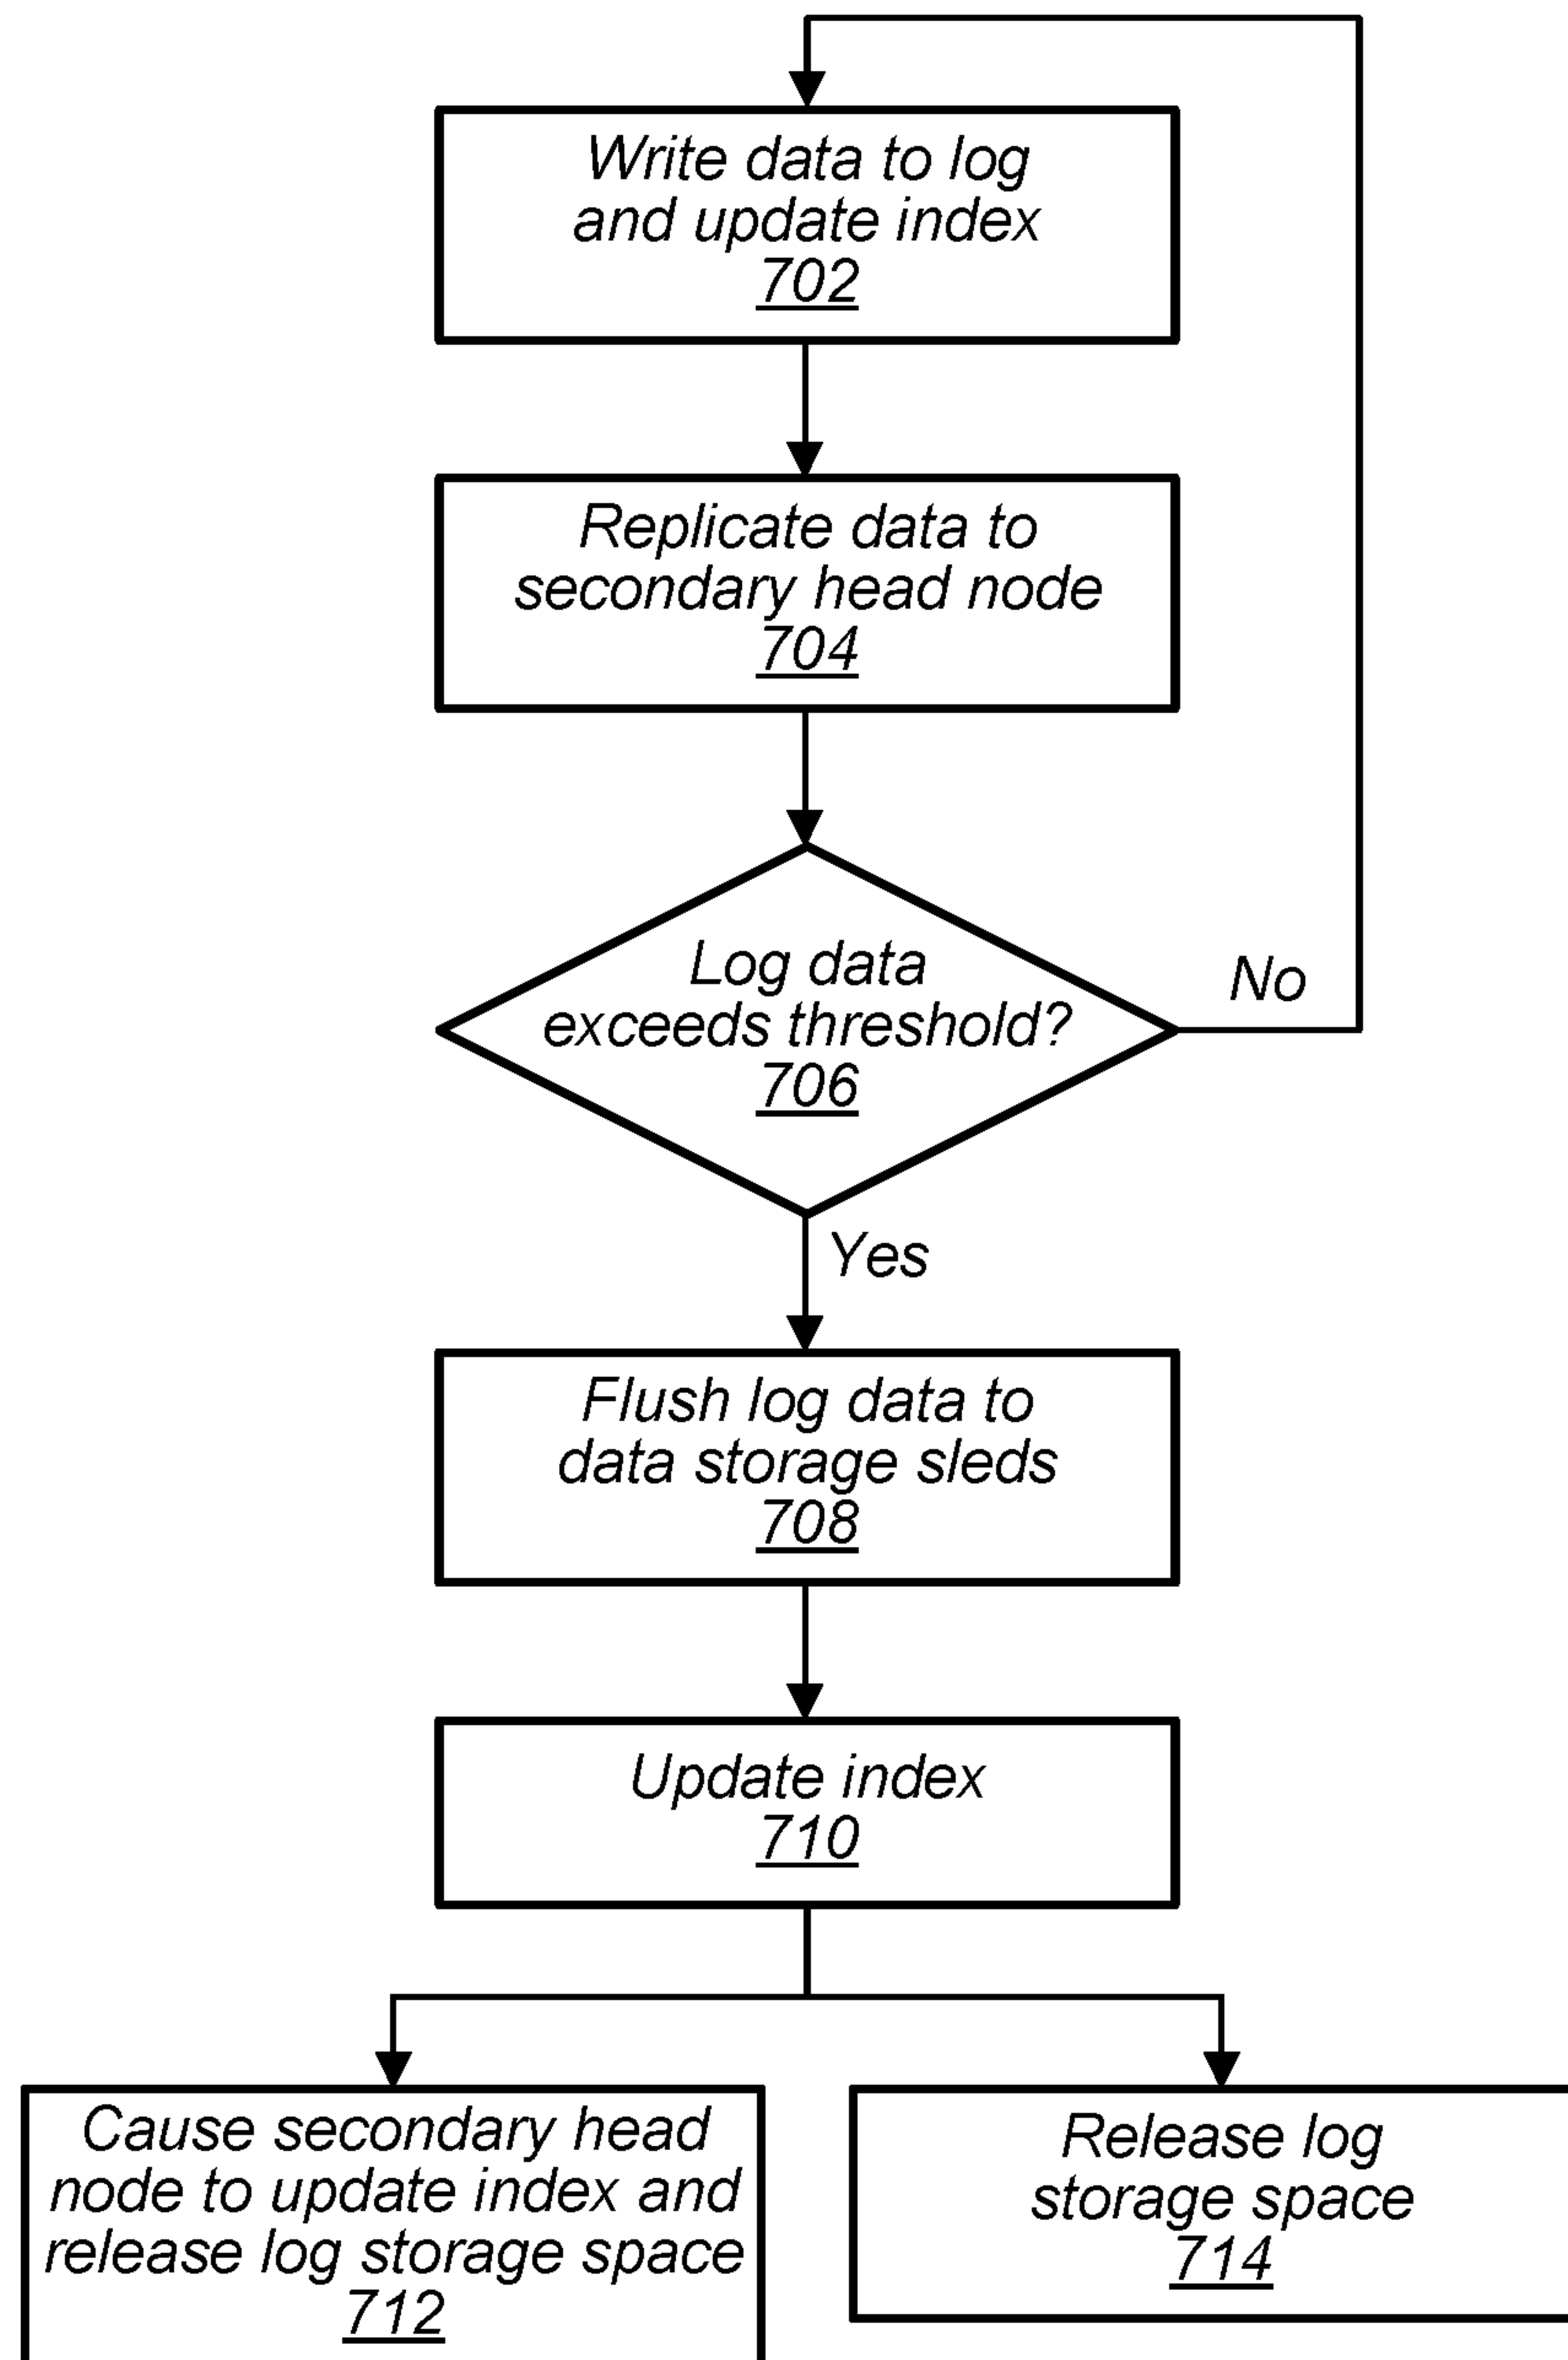 Write data to log
and update index
702
Replicate data to
secondary head node
704
Log data
exceeds threshold?
706
No
Yes
Flush log data to
data storage sleds
708
Update index
710
Cause secondary head
node to update index and
release log storage space
712
Release log
storage space
714